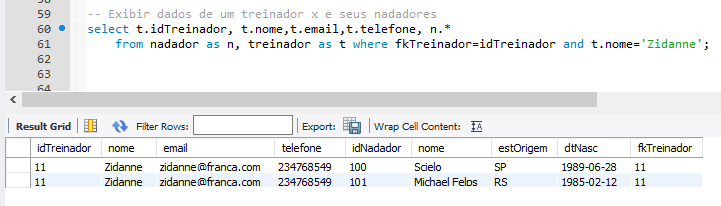 59 -- Exibir dados de um treinador x e seus nadadores
60 select t.idTreinador, t.nome,t.email,t.telefone, n.*
61 from nadador as n, treinador as t where fkTreinador=idTreinador and t.nome='Zidanne';
62
63
64
Result Grid Filter Rows: Export: Wrap Cell Content: IA
idTreinador nome email telefone idNadador nome estOrigem dtNasc fkTreinador
11 Zidanne zidanne@franca.com 234768549 100 Scielo SP 1989-06-28 11
11 Zidanne zidanne@franca.com 234768549 101 Michael Felps RS 1985-02-12 11